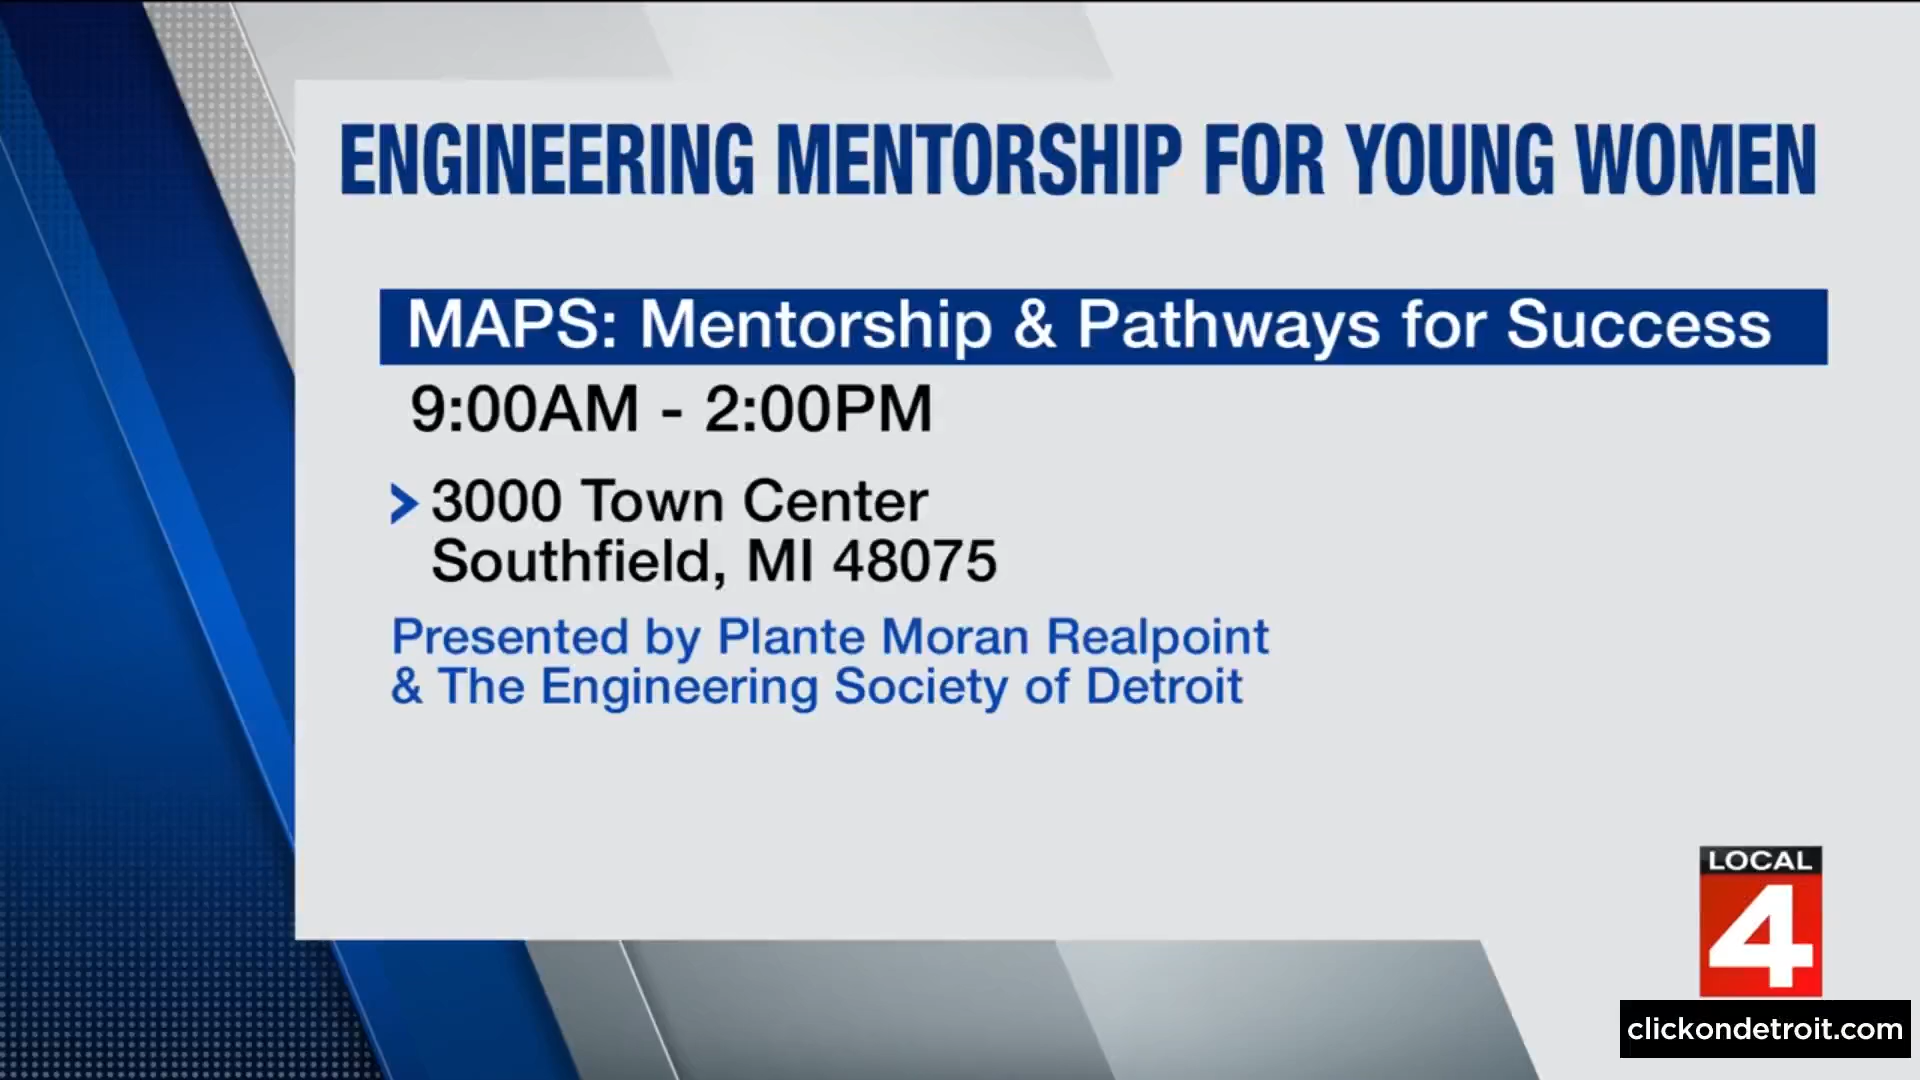 ENGINEERING MENTORSHIP FOR YOUNG WOMEN
MAPS: Mentorship & Pathways for Success
9:00AM - 2:00PM
3000 Town Center
Southfield, MI 48075
Presented by Plante Moran Realpoint
& The Engineering Society of Detroit
LOCAL
4
clickondetroit.com